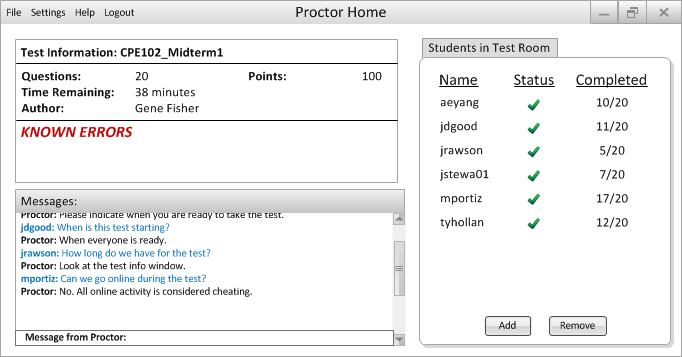 File Settings Help Logout
Proctor Home
Test Information: CPE102_Midterm1
Questions: 20 Points: 100
Time Remaining: 38 minutes
Author: Gene Fisher
KNOWN ERRORS
Messages:
Proctor: Please indicate when you are ready to take the test.
jdgood: When is this test starting?
Proctor: When everyone is ready.
jrawson: How long do we have for the test?
Proctor: Look at the test info window.
mportiz: Can we go online during the test?
Proctor: No. All online activity is considered cheating.
Message from Proctor:
Students in Test Room
Name Status Completed
aeyang 10/20
jdgood 11/20
jrawson 5/20
jstewa01 7/20
mportiz 17/20
tyhollan 12/20
Add Remove